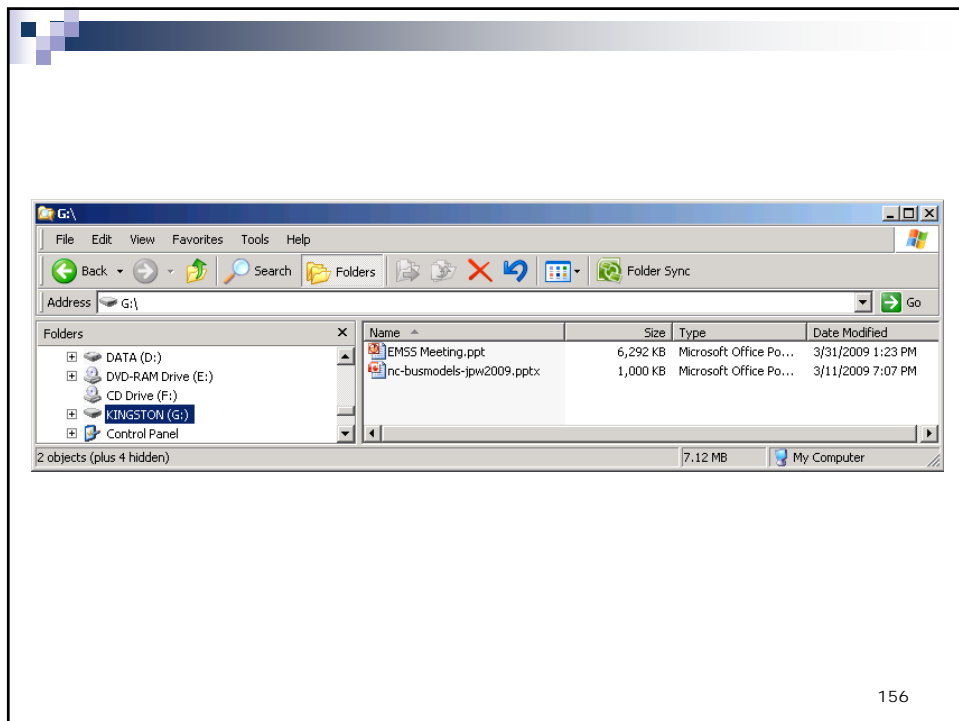 G:\
File Edit View Favorites Tools Help
Back Search Folders Folder Sync
Address G:\ Go
Folders
DATA (D:)
DVD-RAM Drive (E:)
CD Drive (F:)
KINGSTON (G:)
Control Panel
Name Size Type Date Modified
EMSS Meeting.ppt 6,292 KB Microsoft Office Po... 3/31/2009 1:23 PM
nc-busmodels-jpw2009.pptx 1,000 KB Microsoft Office Po... 3/11/2009 7:07 PM
2 objects (plus 4 hidden) 7.12 MB My Computer
156